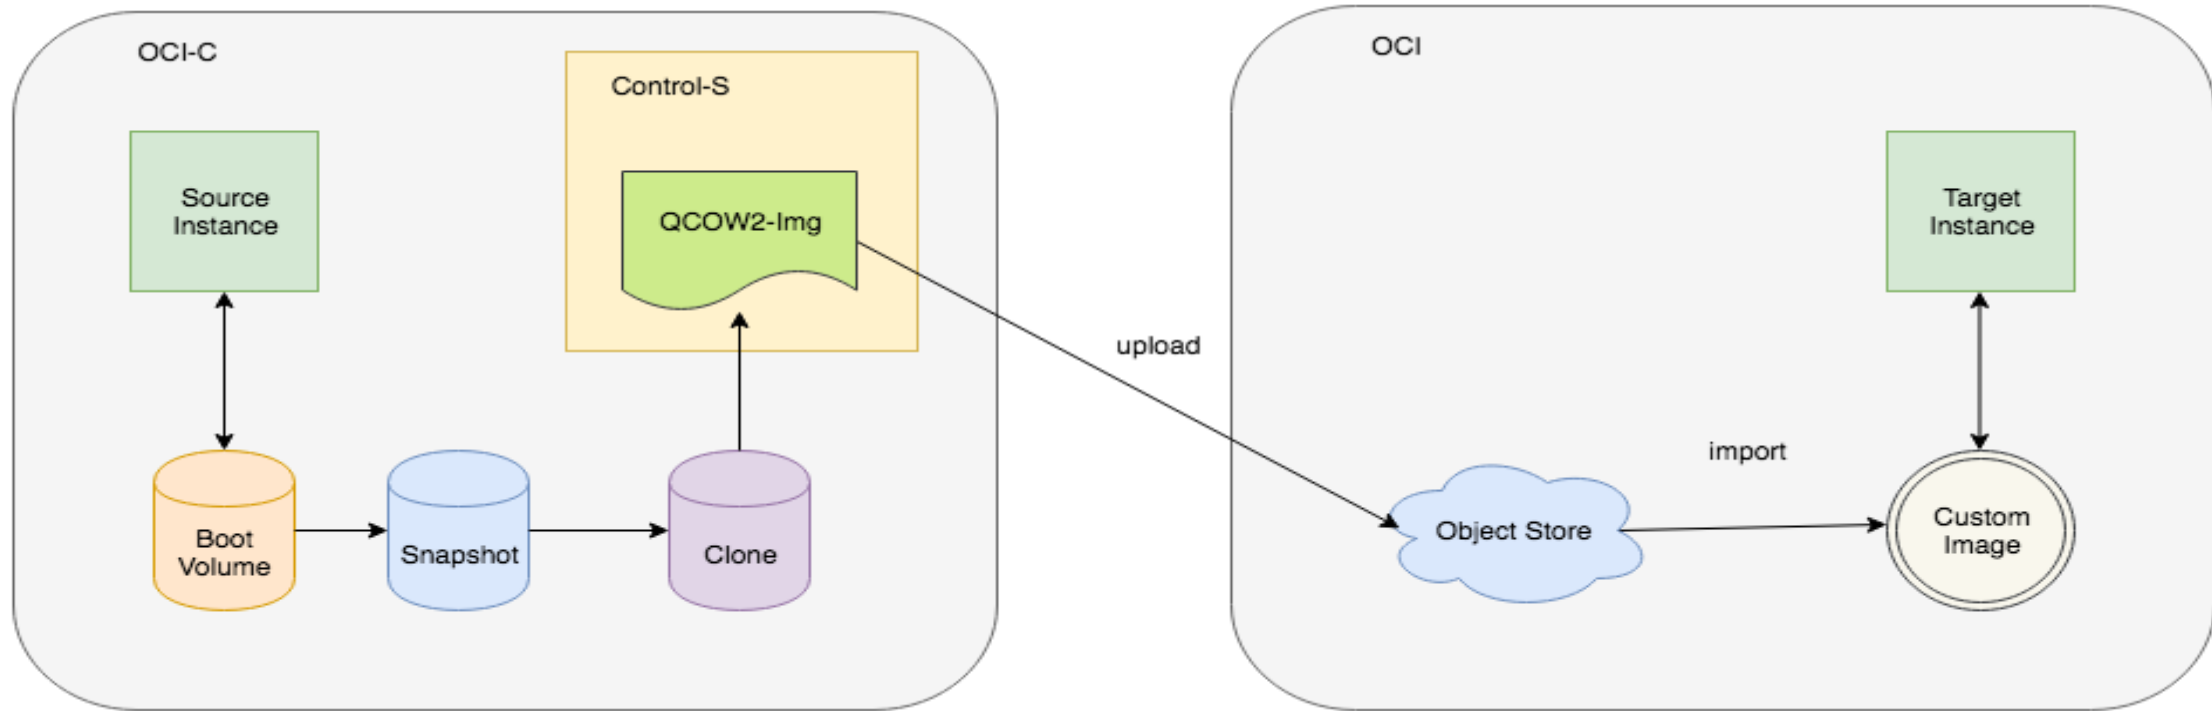 OCI-C
Control-S
Source
Instance
QCOW2-Img
Boot
Volume
Snapshot
Clone
upload
OCI
Target
Instance
import
Object Store
Custom
Image